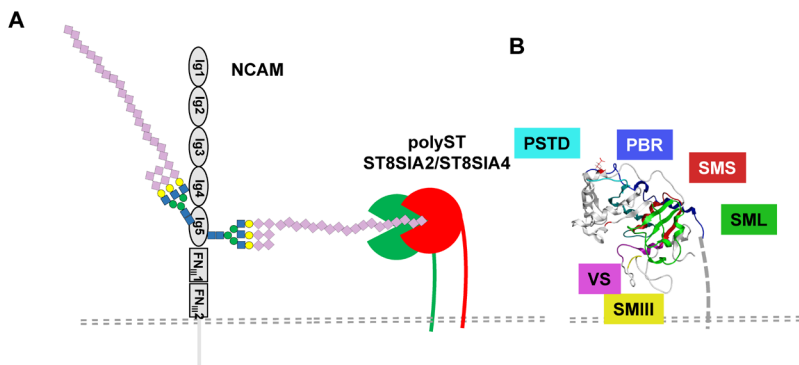 A
B
NCAM
Ig1
Ig2
Ig3
Ig4
Ig5
FNIII1
FNIII2
polyST
ST8SIA2/ST8SIA4
PSTD
PBR
SMS
SML
VS
SMIII